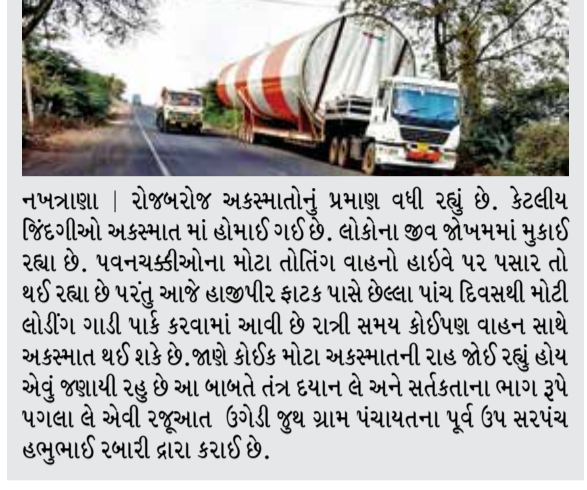 નખત્રાણા | રોજબરોજ અકસ્માતોનું પ્રમાણ વધી રહ્યું છે. કેટલીય
જિંદગીઓ અકસ્માત માં હોમાઈ ગઈ છે. લોકોના જીવ જોખમમાં મુકાઈ
રહ્યા છે. પવનચક્કીઓના મોટા તોતિંગ વાહનો હાઇવે પર પસાર તો
થઈ રહ્યા છે પરંતુ આજે હાજીપીર ફાટક પાસે છેલ્લા પાંચ દિવસથી મોટી
લોડીંગ ગાડી પાર્ક કરવામાં આવી છે રાત્રી સમય કોઈપણ વાહન સાથે
અકસ્માત થઈ શકે છે.જાણે કોઈક મોટા અકસ્માતની રાહ જોઈ રહ્યું હોય
એવું જણાયી રહુ છે આ બાબતે તંત્ર દયાન લે અને સર્તકતાના ભાગ રૂપે
પગલા લે એવી રજૂઆત ઉગેડી જુથ ગ્રામ પંચાયતના પૂર્વ ઉપ સરપંચ
હભુભાઈ રબારી દ્રારા કરાઈ છે.